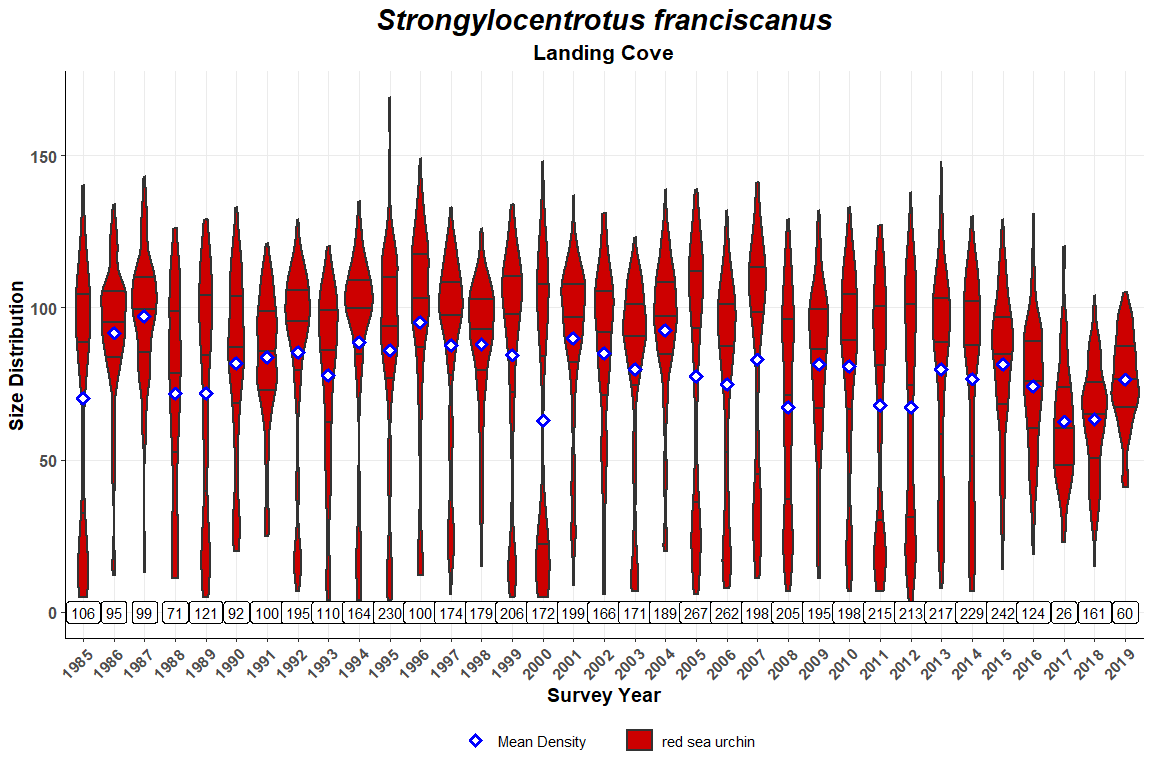 Strongylocentrotus franciscanus
Landing Cove
Size Distribution
150
100
50
0
106 95 99 71 121 92 100 195 110 164 230 100 174 179 206 172 199 166 171 189 267 262 198 205 195 198 215 213 217 229 242 124 26 161 60
1985 1986 1987 1988 1989 1990 1991 1992 1993 1994 1995 1996 1997 1998 1999 2000 2001 2002 2003 2004 2005 2006 2007 2008 2009 2010 2011 2012 2013 2014 2015 2016 2017 2018 2019
Survey Year
Mean Density red sea urchin